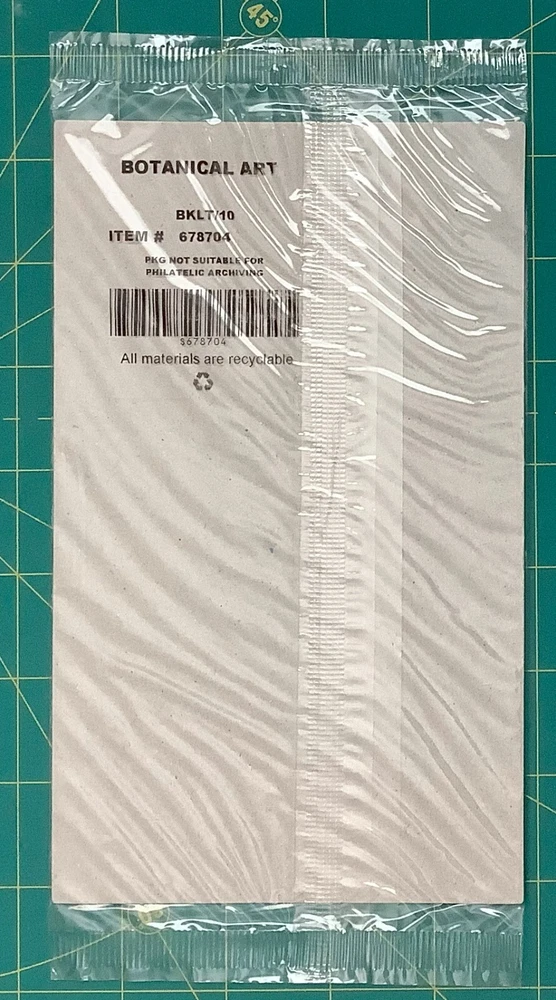 45°
BOTANICAL ART
BKLT/10
ITEM # 678704
PKG NOT SUITABLE FOR
PHILATELIC ARCHIVING
S678704
All materials are recyclable